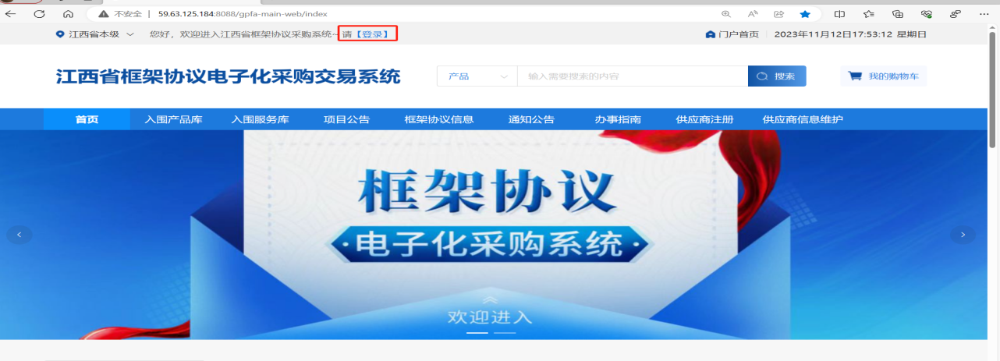 不安全 | 59.63.125.184:8088/gpfa-main-web/index
江西省本级 您好，欢迎进入江西省框架协议采购系统~ 请【登录】 门户首页 2023年11月12日17:53:12 星期日
江西省框架协议电子化采购交易系统 产品 输入需要搜索的内容 搜索 我的购物车
首页 入围产品库 入围服务库 项目公告 框架协议信息 通知公告 办事指南 供应商注册 供应商信息维护
框架协议
·电子化采购系统·
欢迎进入